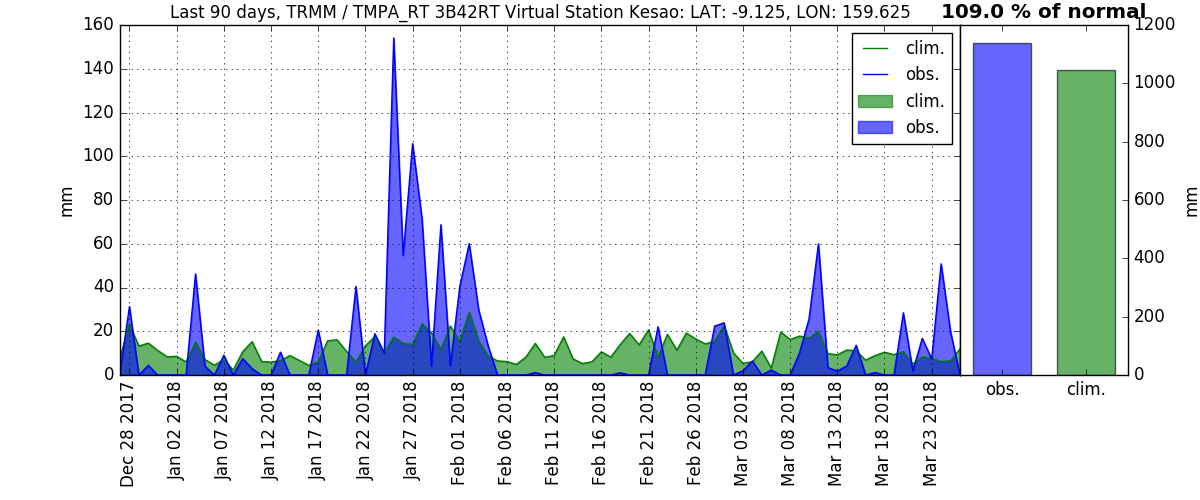 Last 90 days, TRMM / TMPA_RT 3B42RT Virtual Station Kesao: LAT: -9.125, LON: 159.625
109.0 % of normal
160
140
120
100
80
60
40
20
0
mm
clim.
obs.
clim.
obs.
Dec 28 2017
Jan 02 2018
Jan 07 2018
Jan 12 2018
Jan 17 2018
Jan 22 2018
Jan 27 2018
Feb 01 2018
Feb 06 2018
Feb 11 2018
Feb 16 2018
Feb 21 2018
Feb 26 2018
Mar 03 2018
Mar 08 2018
Mar 13 2018
Mar 18 2018
Mar 23 2018
1200
1000
800
600
400
200
0
mm
obs.
clim.